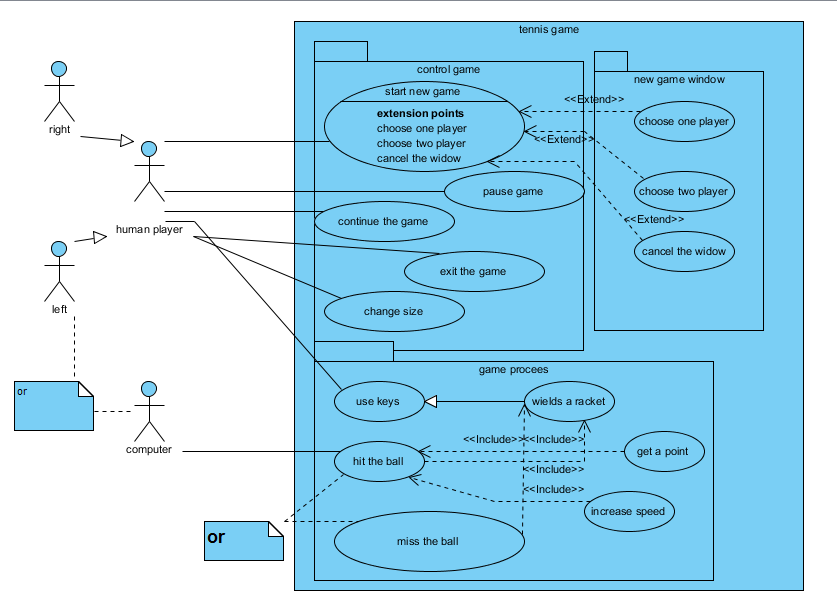 tennis game
control game
new game window
start new game
extension points
choose one player
choose two player
cancel the widow
<<Extend>>
choose one player
<<Extend>>
right
pause game
choose two player
<<Extend>>
continue the game
human player
cancel the widow
exit the game
left
change size
game procees
or
use keys
wields a racket
<<Include>>
<<Include>>
computer
hit the ball
get a point
<<Include>>
<<Include>>
increase speed
or
miss the ball